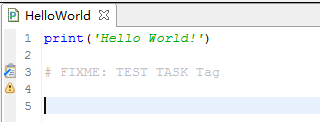 HelloWorld
1 print('Hello World!')
2
3 # FIXME: TEST TASK Tag
4
5